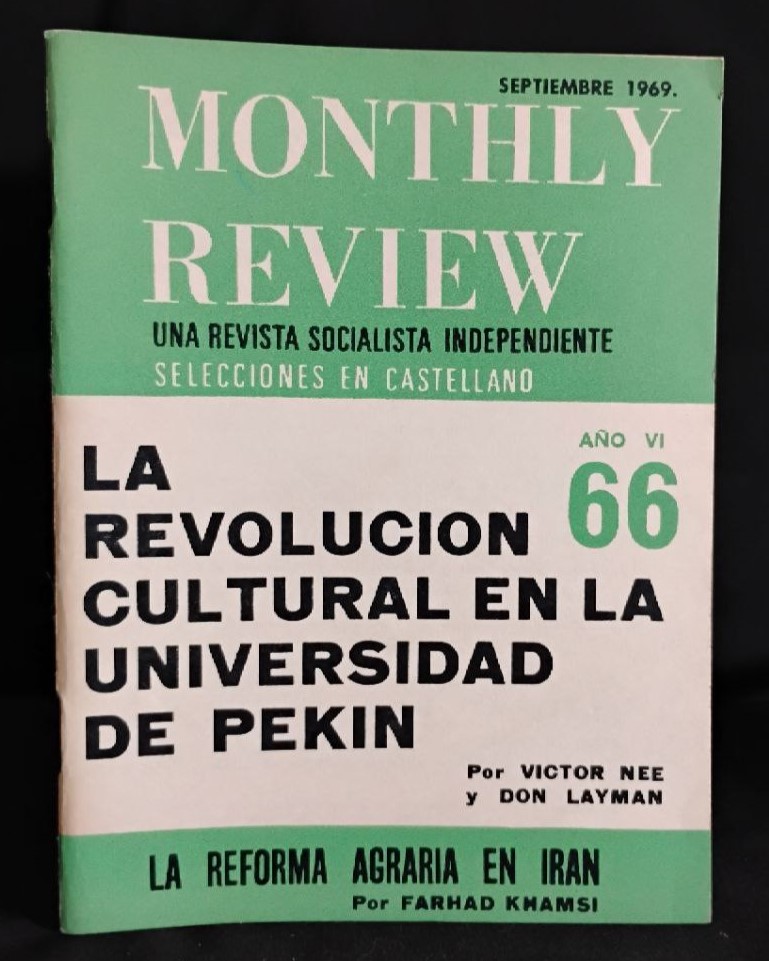 SEPTIEMBRE 1969.
MONTHLY
REVIEW
UNA REVISTA SOCIALISTA INDEPENDIENTE
SELECCIONES EN CASTELLANO
AÑO VI
66
LA
REVOLUCION
CULTURAL EN LA
UNIVERSIDAD
DE PEKIN
Por VICTOR NEE
y DON LAYMAN
LA REFORMA AGRARIA EN IRAN
Por FARHAD KHAMSI